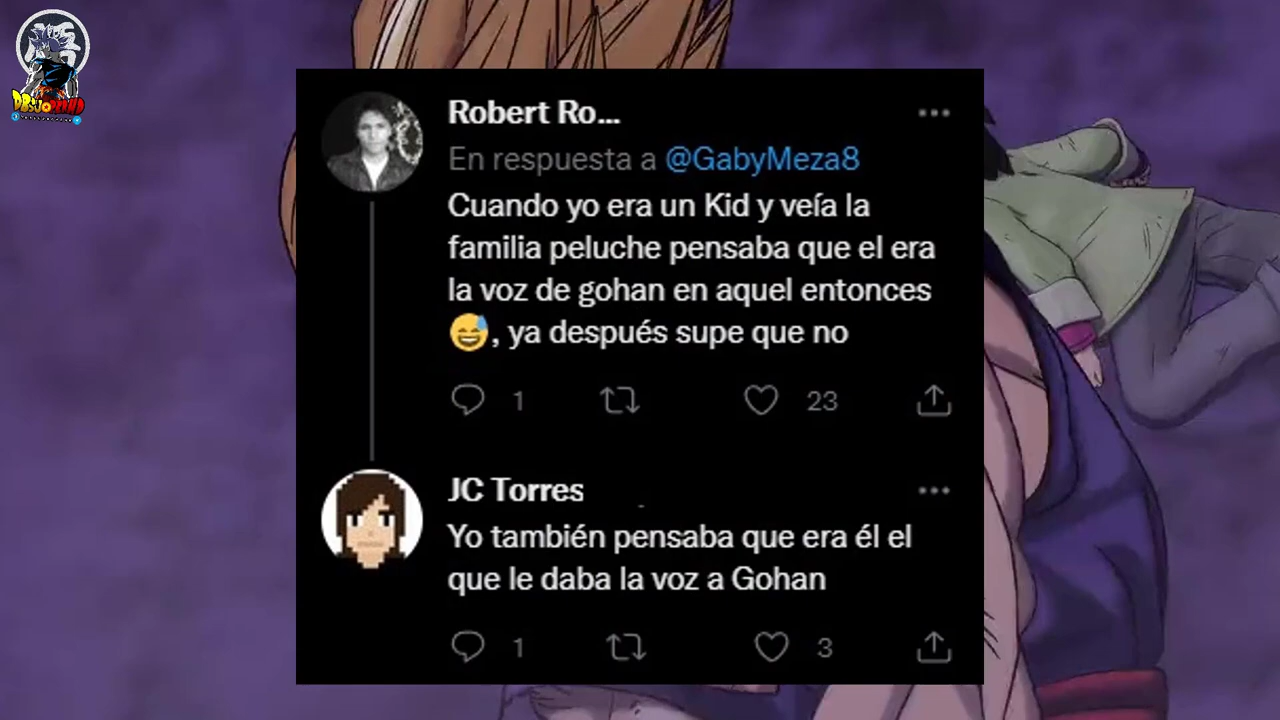 DBSUOPEND
Robert Ro...
En respuesta a @GabyMeza8
Cuando yo era un Kid y veía la
familia peluche pensaba que el era
la voz de gohan en aquel entonces
😅, ya después supe que no
1
23
JC Torres
Yo también pensaba que era él el
que le daba la voz a Gohan
1
3